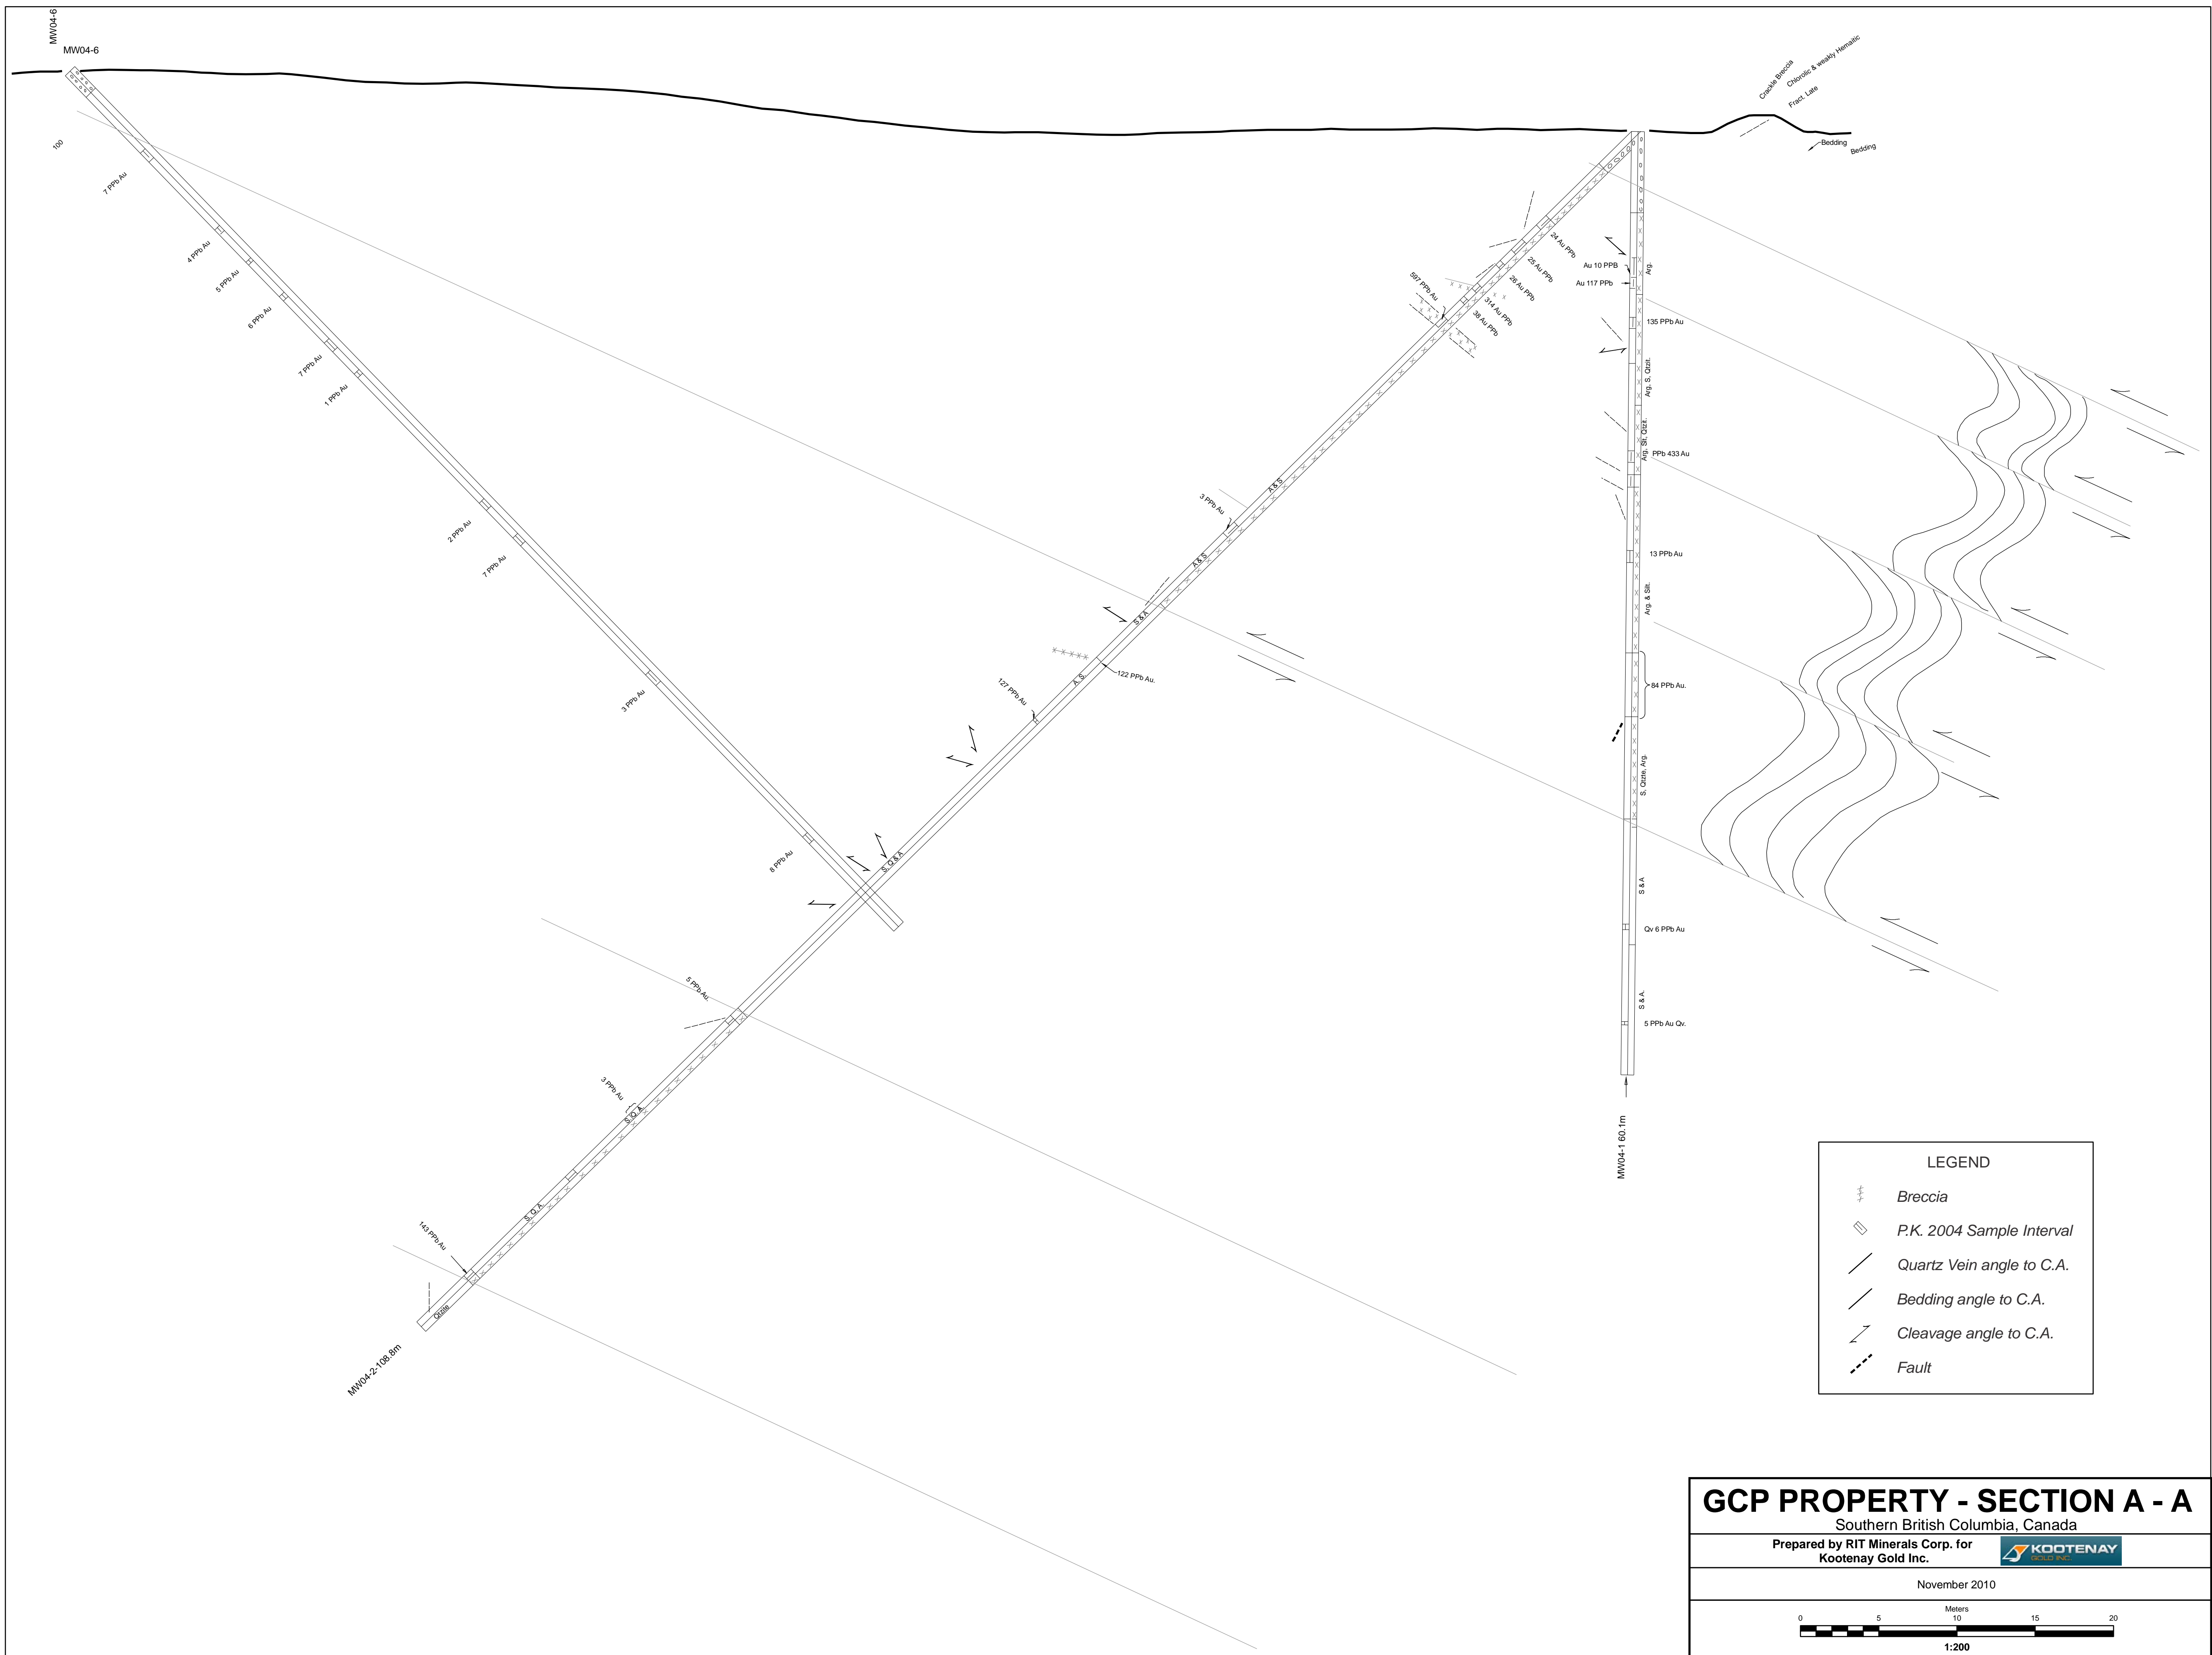 MW04-6
MW04-6
100
7 PPb Au
4 PPb Au
5 PPb Au
6 PPb Au
7 PPb Au
1 PPb Au
2 PPb Au
7 PPb Au
3 PPb Au
8 PPb Au
Crackle Breccia
Chlorolic & weakly Hematic
Fract. Late
Bedding
Bedding
24 Au PPb
25 Au PPb
26 Au PPb
314 Au PPb
38 Au PPb
597 PPb Au
A & S
3 PPb Au
A & S
S & A
122 PPb Au.
A, S.
127 PPb Au
S, Q & A
5 PPb Au.
3 PPb Au
S, Q, A.
S, Q, A.
143 PPb Au
Qtzite
MW04-2-108.8m
Au 10 PPB
Arg.
Au 117 PPb
135 PPb Au
Arg, S, Qtzit.
Arg, Slt, Qtzit.
PPb 433 Au
13 PPb Au
Arg. & Silt.
84 PPb Au.
S, Qtzte, Arg.
S & A
Qv 6 PPb Au
S & A.
5 PPb Au Qv.
MW04-1 60.1m
LEGEND
Breccia
P.K. 2004 Sample Interval
Quartz Vein angle to C.A.
Bedding angle to C.A.
Cleavage angle to C.A.
Fault
GCP PROPERTY - SECTION A - A
Southern British Columbia, Canada
Prepared by RIT Minerals Corp. for
Kootenay Gold Inc.
KOOTENAY
GOLD INC.
November 2010
Meters
0 5 10 15 20
1:200